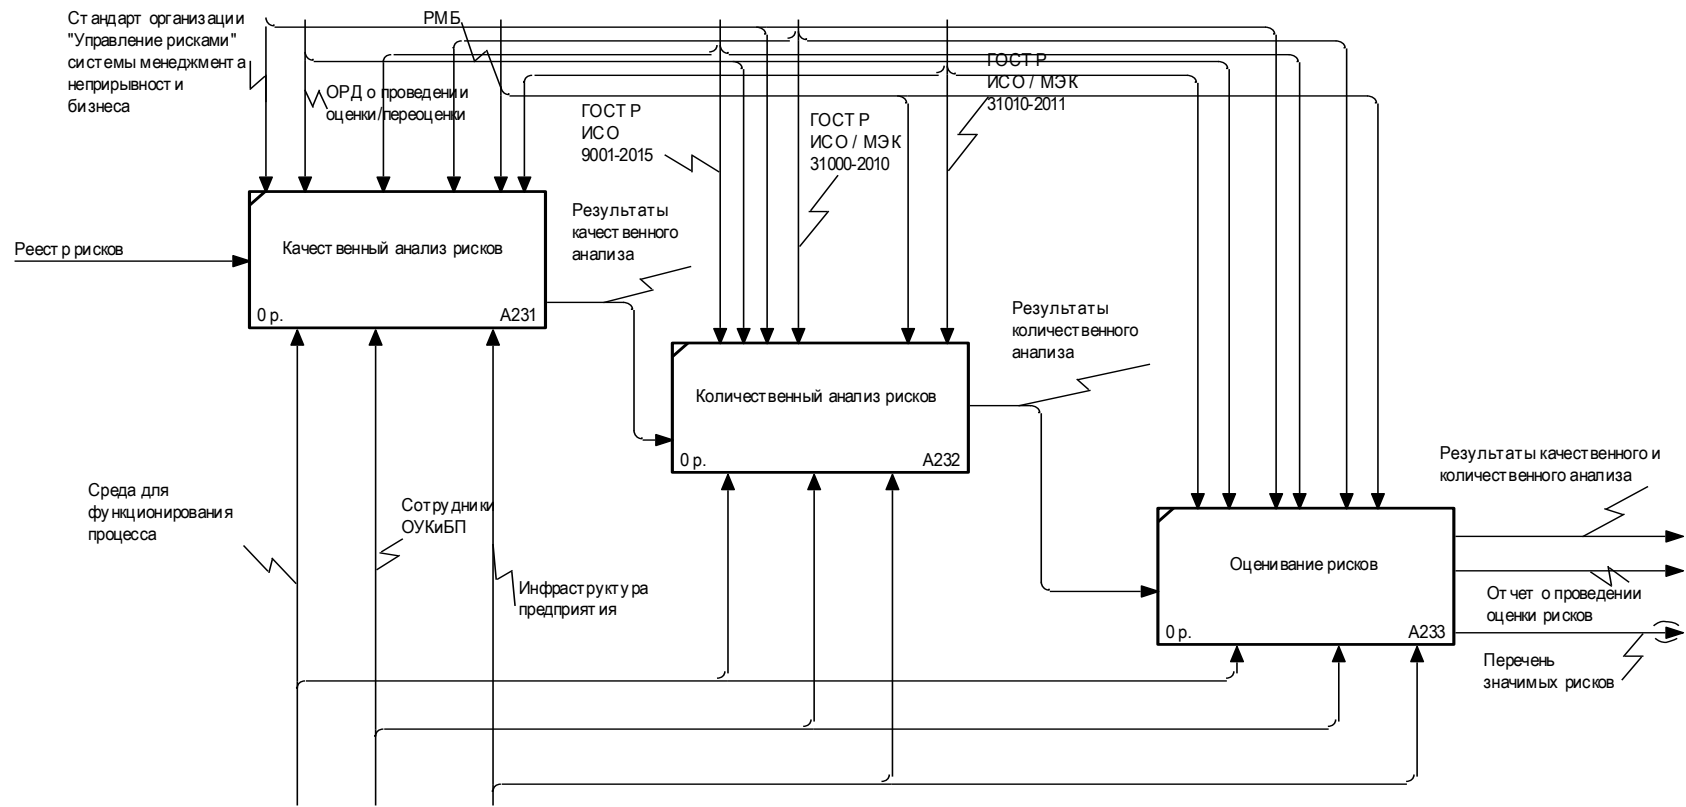 Стандарт организации
"Управление рисками"
системы менеджмента
неприрывности
бизнеса
РМБ
ОРД о проведении
оценки/переоценки
ГОСТ Р
ИСО
9001-2015
ГОСТ Р
ИСО / МЭК
31000-2010
ГОСТ Р
ИСО / МЭК
31010-2011
Реестр рисков
Качественный анализ рисков
0 р.
А231
Результаты
качественного
анализа
Количественный анализ рисков
0 р.
А232
Результаты
количественного
анализа
Оценивание рисков
0 р.
А233
Результаты качественного и
количественного анализа
Отчет о проведении
оценки рисков
Перечень
значимых рисков
Среда для
функционирования
процесса
Сотрудники
ОУКиБП
Инфраструктура
предприятия